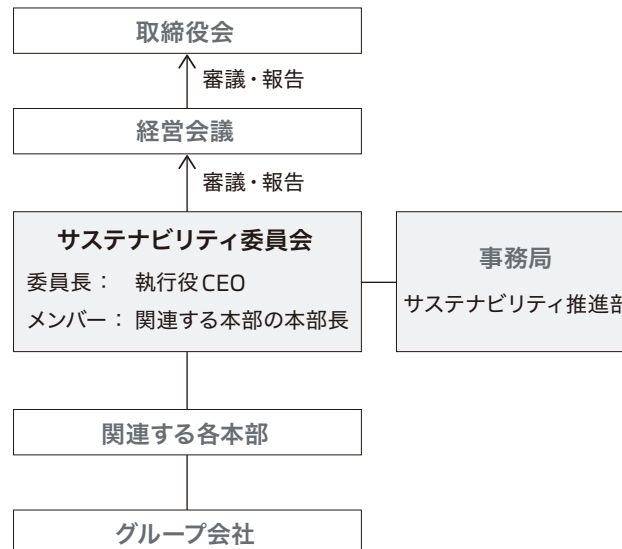 取締役会
審議・報告
経営会議
審議・報告
サステナビリティ委員会
委員長： 執行役CEO
メンバー： 関連する本部の本部長
事務局
サステナビリティ推進部
関連する各本部
グループ会社